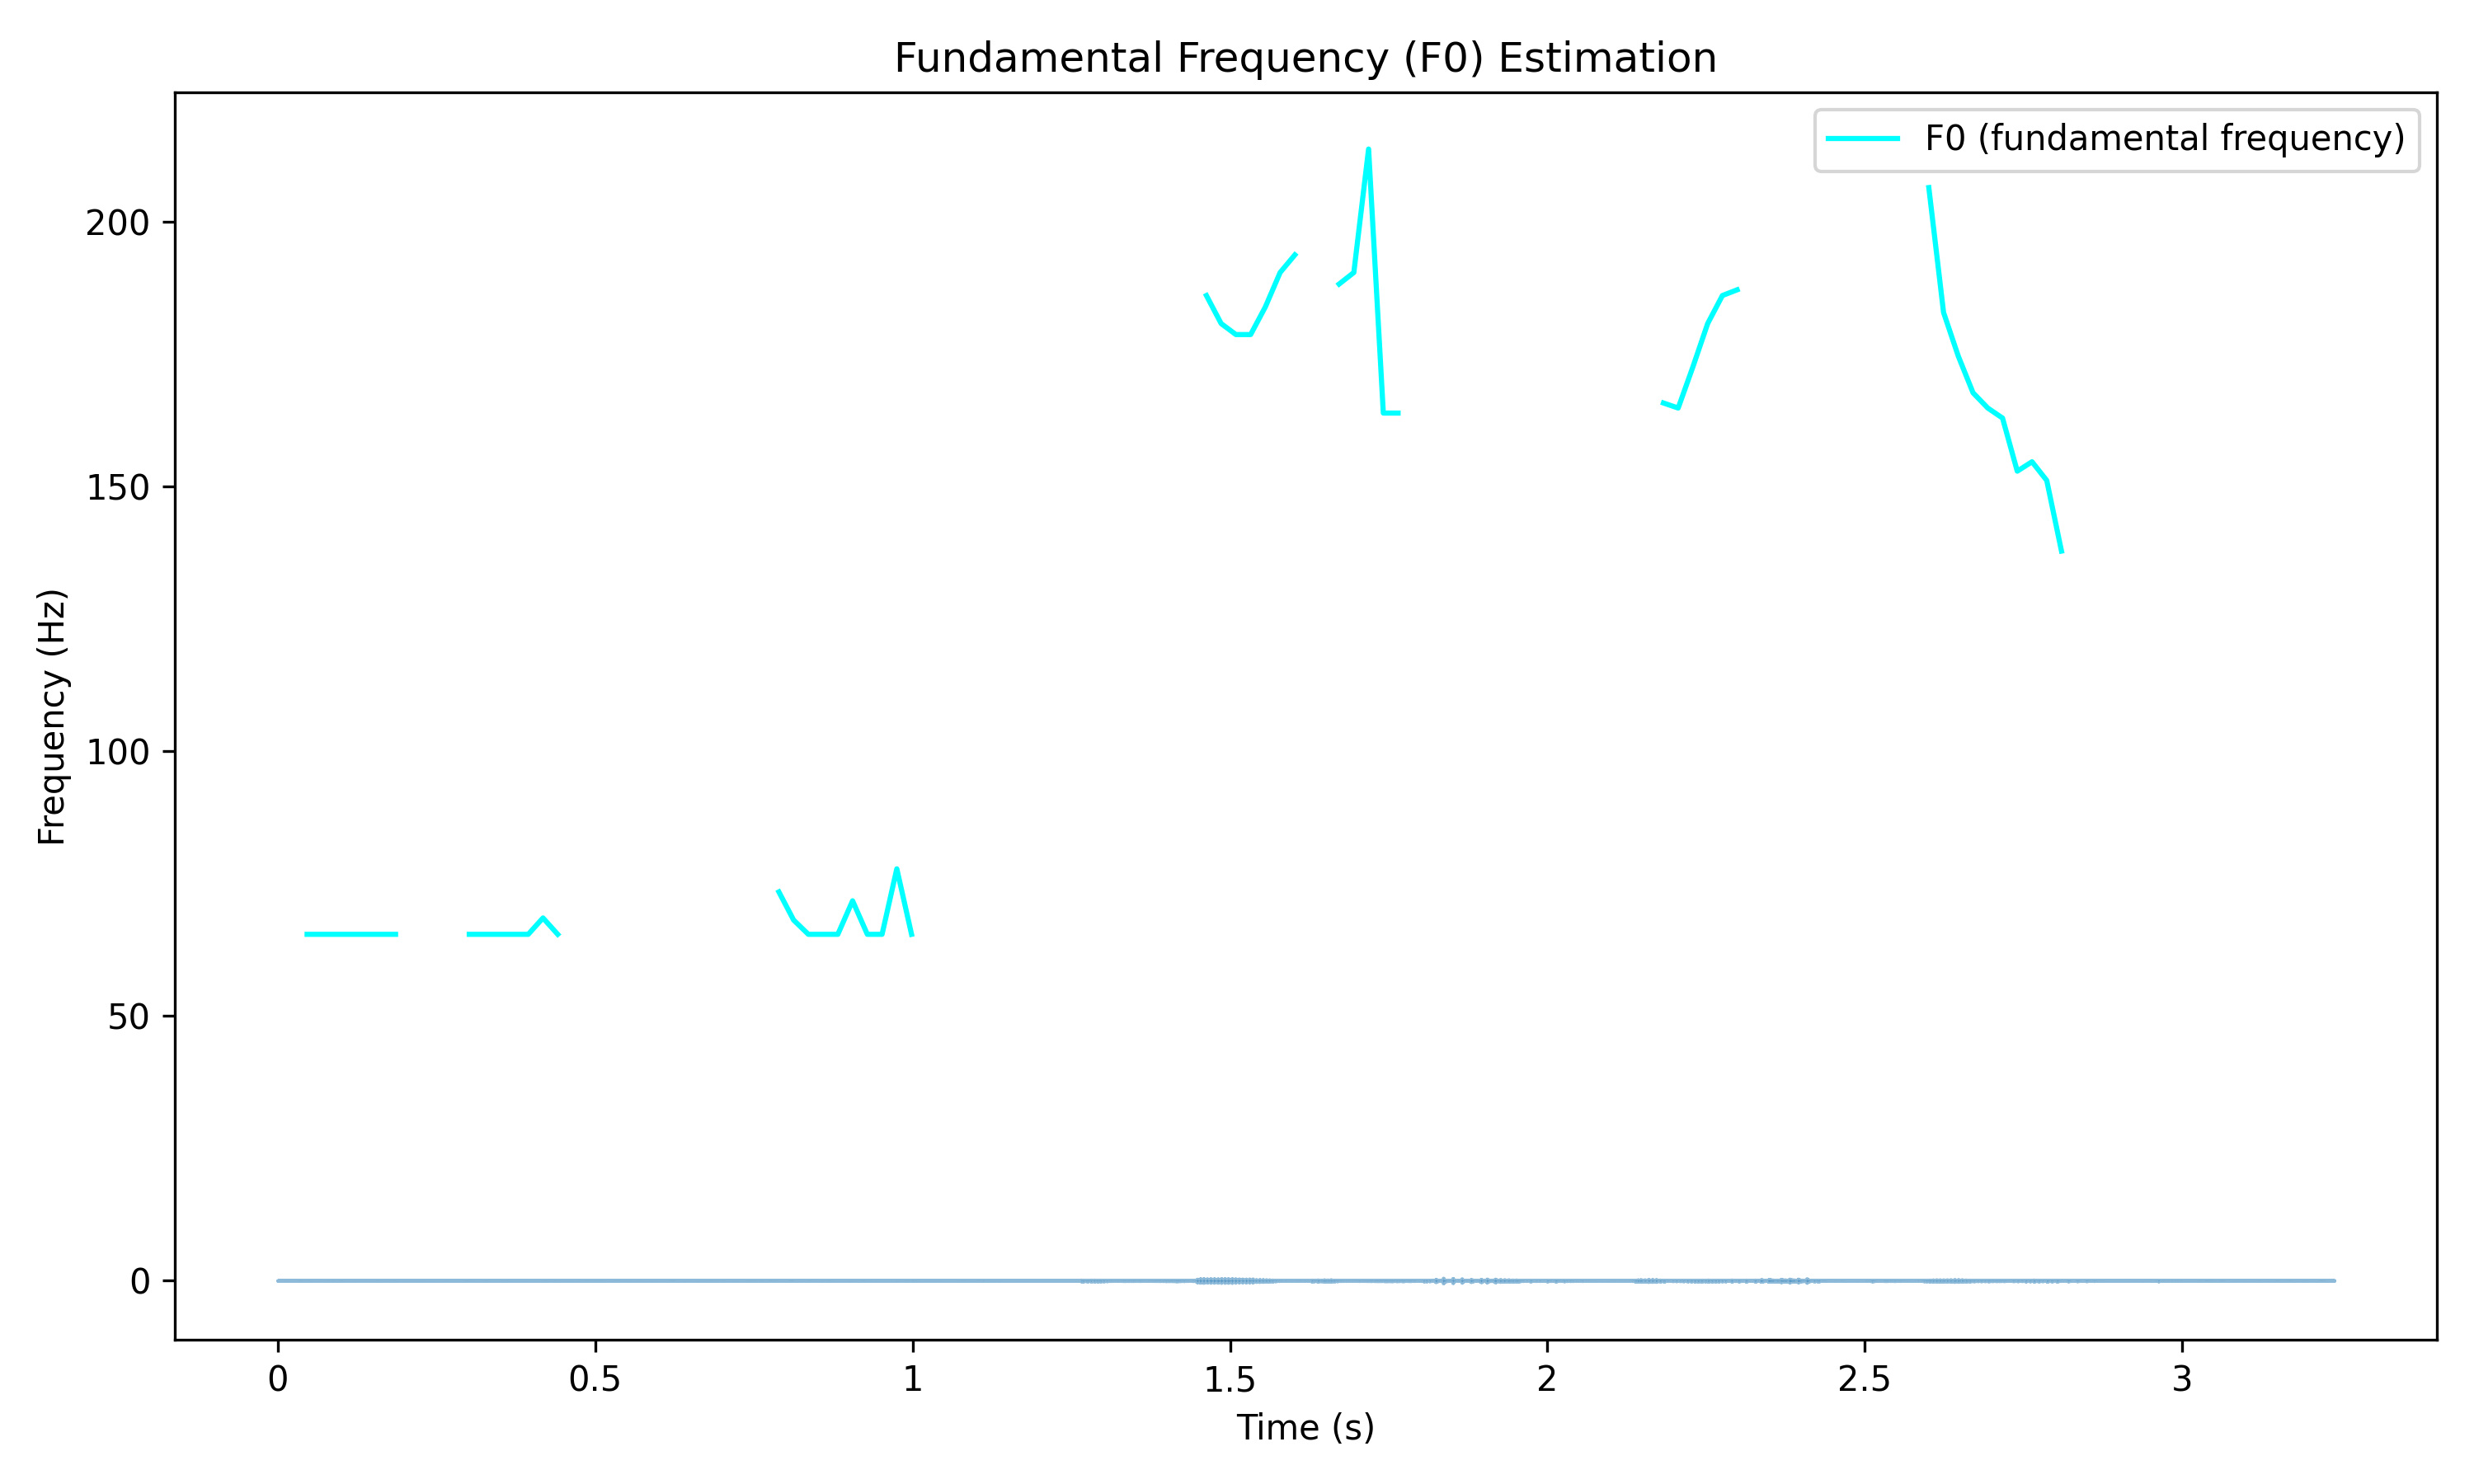 Fundamental Frequency (F0) Estimation
F0 (fundamental frequency)
Frequency (Hz)
200
150
100
50
0
0 0.5 1 1.5 2 2.5 3
Time (s)